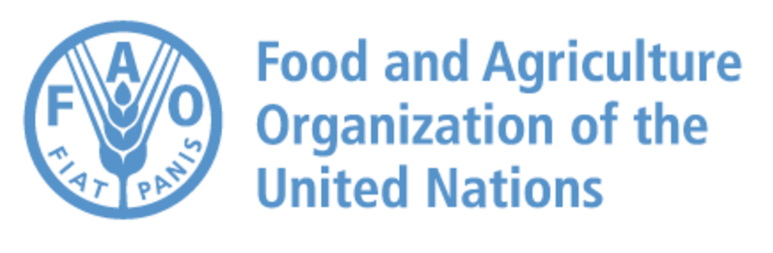 F A O
FIAT PANIS
Food and Agriculture
Organization of the
United Nations